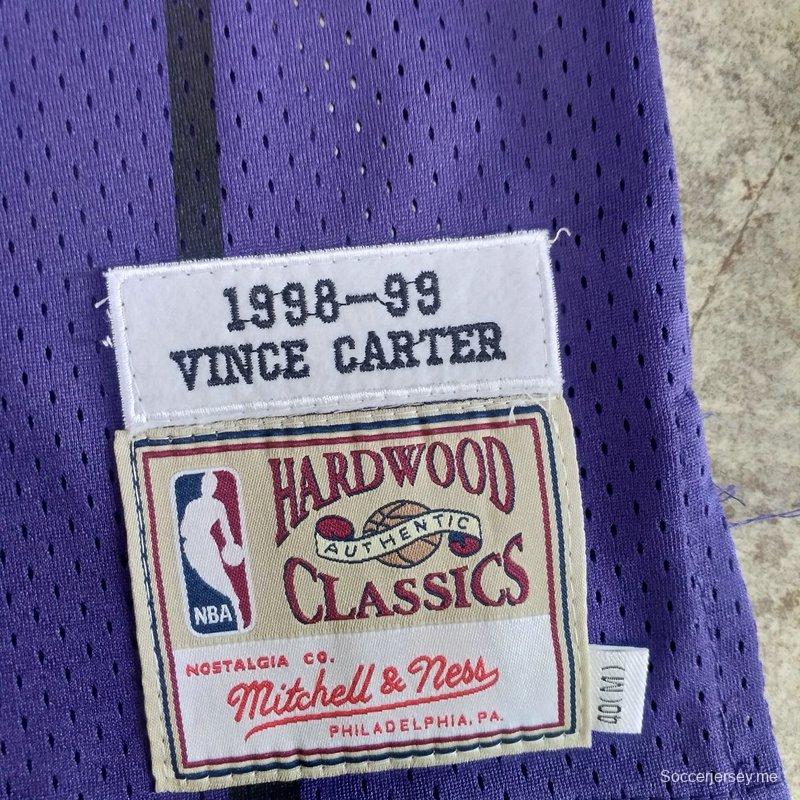 1998-99
VINCE CARTER
HARDWOOD
AUTHENTIC
CLASSICS
NBA
NOSTALGIA CO.
Mitchell & Ness
PHILADELPHIA, PA.
40(M)
Soccerjersey.me